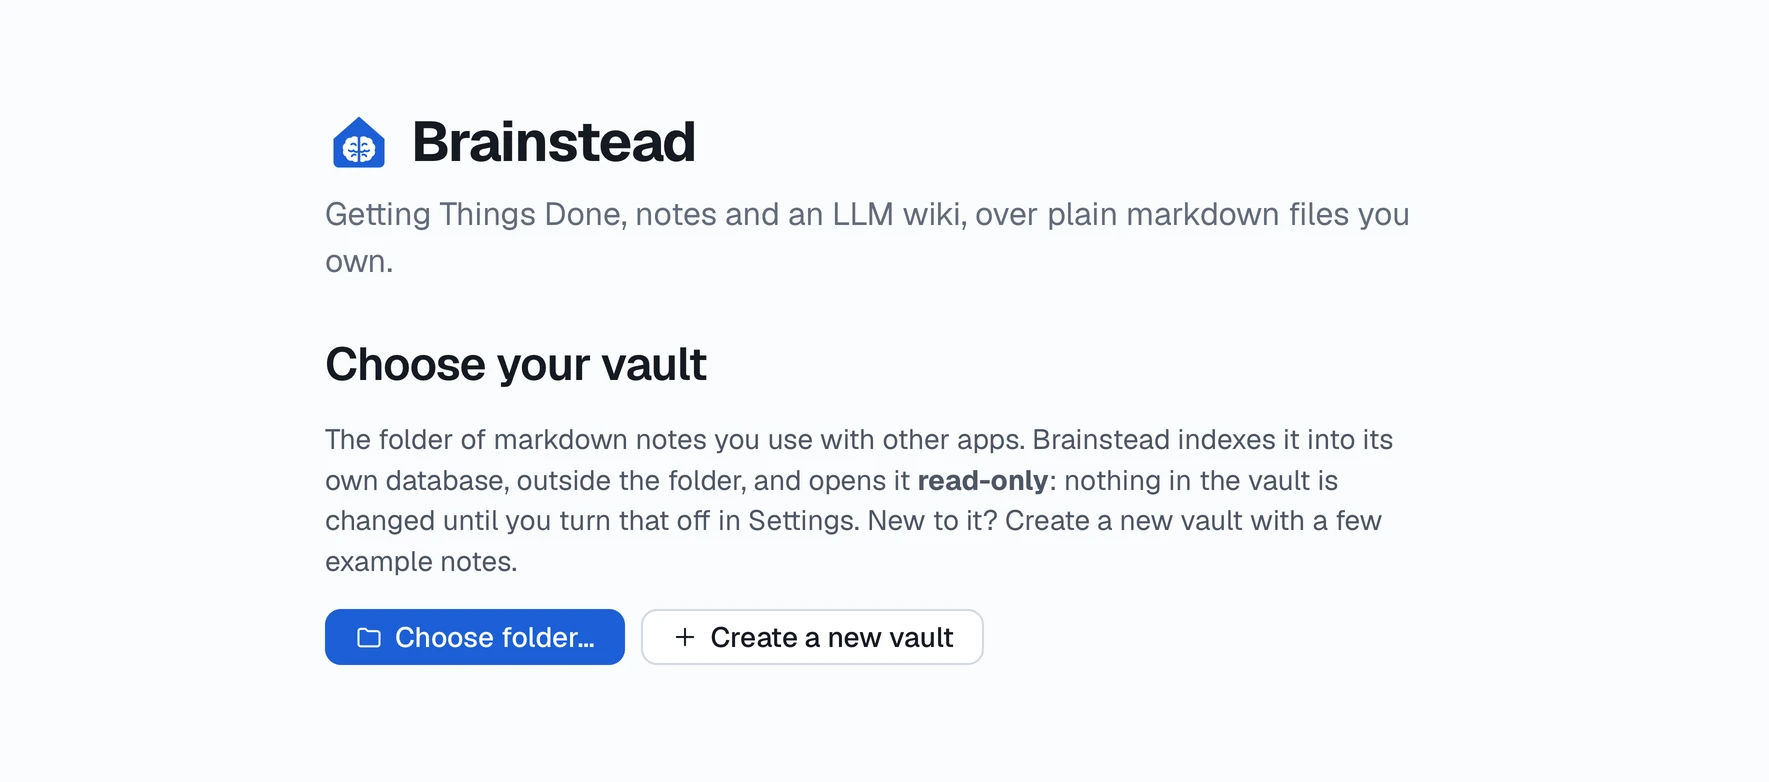 Brainstead
Getting Things Done, notes and an LLM wiki, over plain markdown files you
own.
Choose your vault
The folder of markdown notes you use with other apps. Brainstead indexes it into its
own database, outside the folder, and opens it read-only: nothing in the vault is
changed until you turn that off in Settings. New to it? Create a new vault with a few
example notes.
Choose folder…
Create a new vault